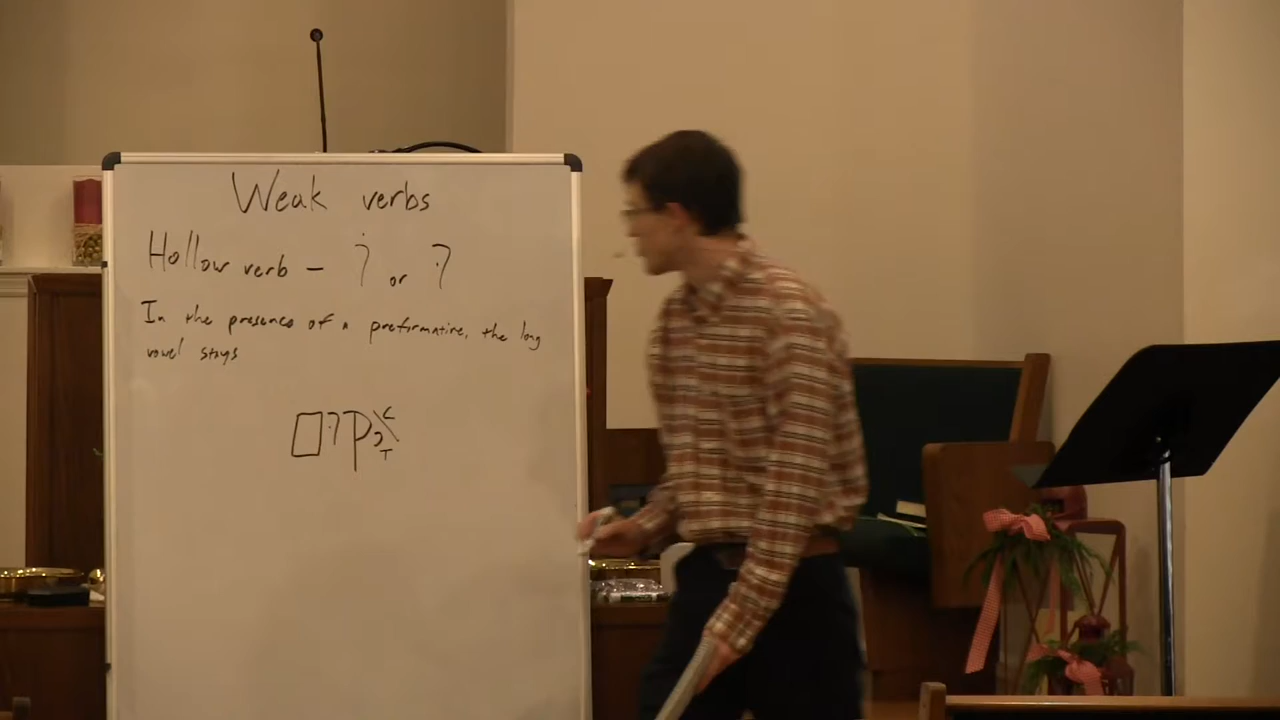 Weak verbs
Hollow verb – וֹ or וּ
In the presence of a preformative, the long
vowel stays
אָקוּם